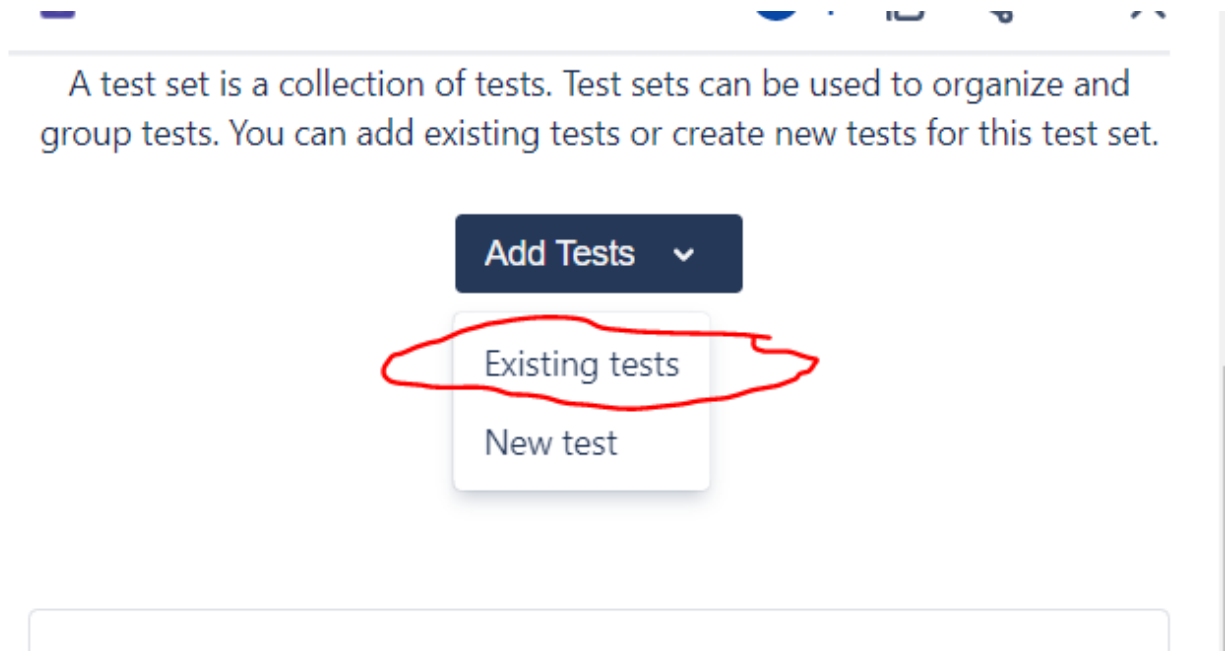 A test set is a collection of tests. Test sets can be used to organize and
group tests. You can add existing tests or create new tests for this test set.
Add Tests
Existing tests
New test